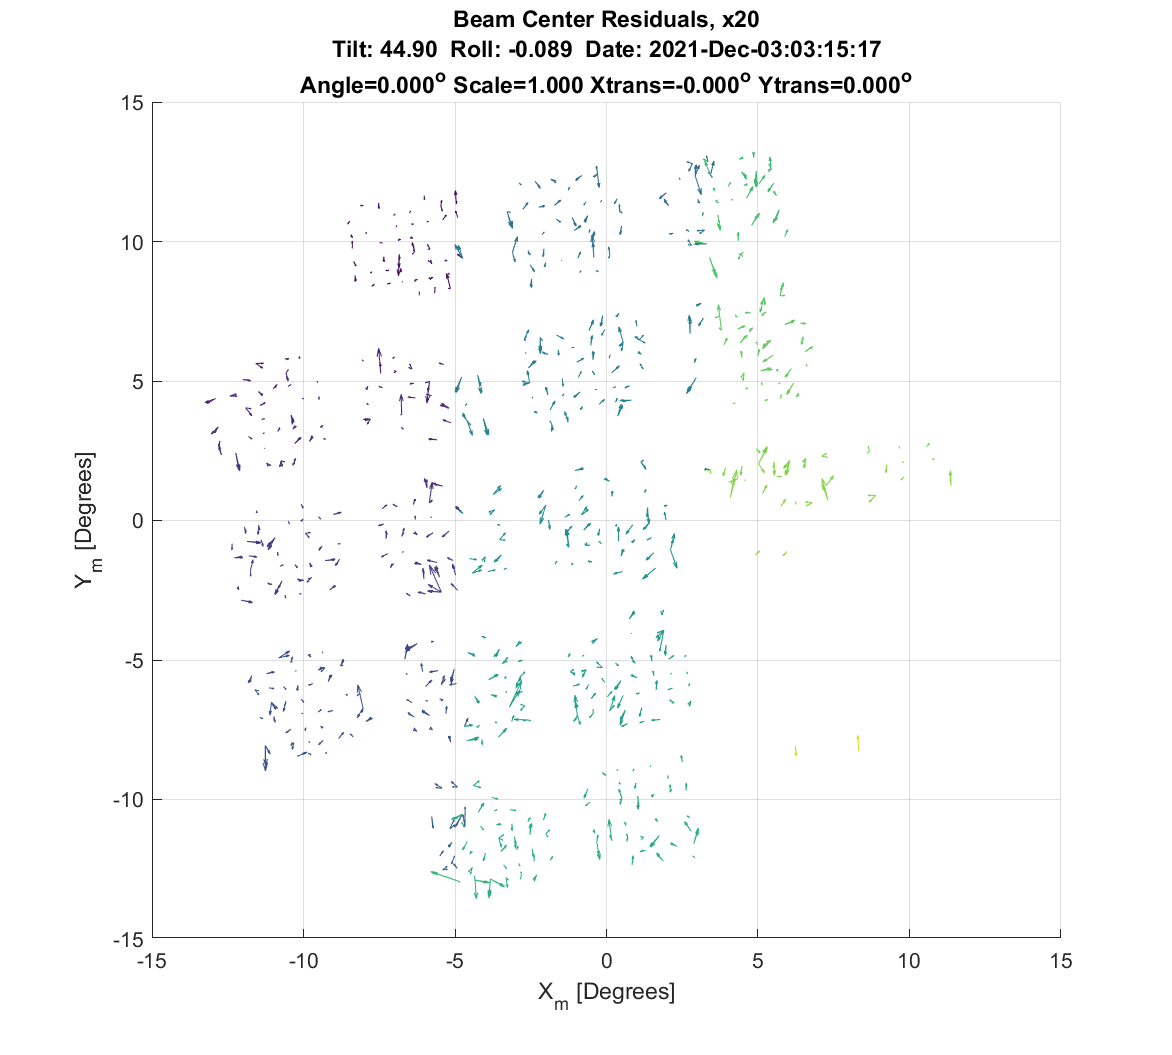 Beam Center Residuals, x20
Tilt: 44.90 Roll: -0.089 Date: 2021-Dec-03:03:15:17
Angle=0.000° Scale=1.000 Xtrans=-0.000° Ytrans=0.000°
15
10
5
0
-5
-10
-15
Y_m [Degrees]
-15 -10 -5 0 5 10 15
X_m [Degrees]